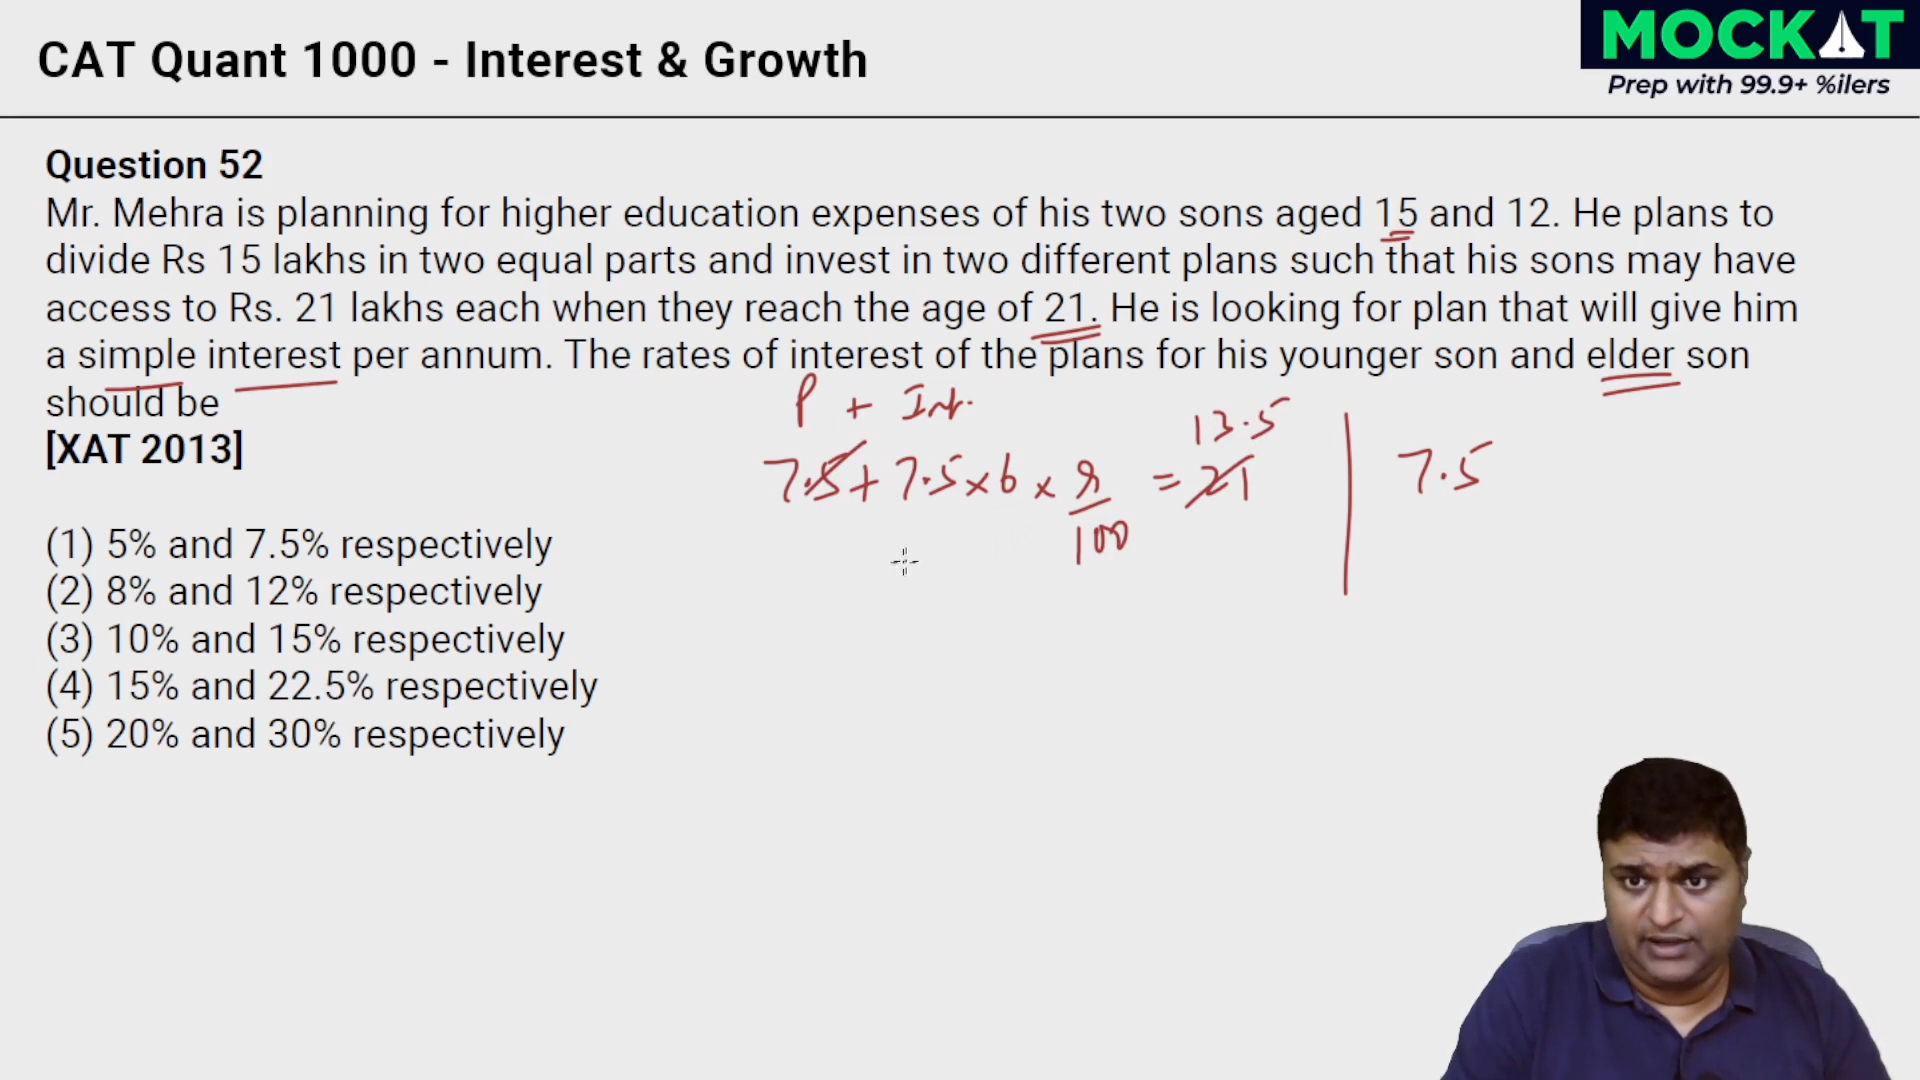 CAT Quant 1000 - Interest & Growth
MOCKAT
Prep with 99.9+ %ilers
Question 52
Mr. Mehra is planning for higher education expenses of his two sons aged 15 and 12. He plans to
divide Rs 15 lakhs in two equal parts and invest in two different plans such that his sons may have
access to Rs. 21 lakhs each when they reach the age of 21. He is looking for plan that will give him
a simple interest per annum. The rates of interest of the plans for his younger son and elder son
should be
[XAT 2013]
P + Int.
13.5
7.5 + 7.5 × 6 × r/100 = 21
7.5
(1) 5% and 7.5% respectively
(2) 8% and 12% respectively
(3) 10% and 15% respectively
(4) 15% and 22.5% respectively
(5) 20% and 30% respectively